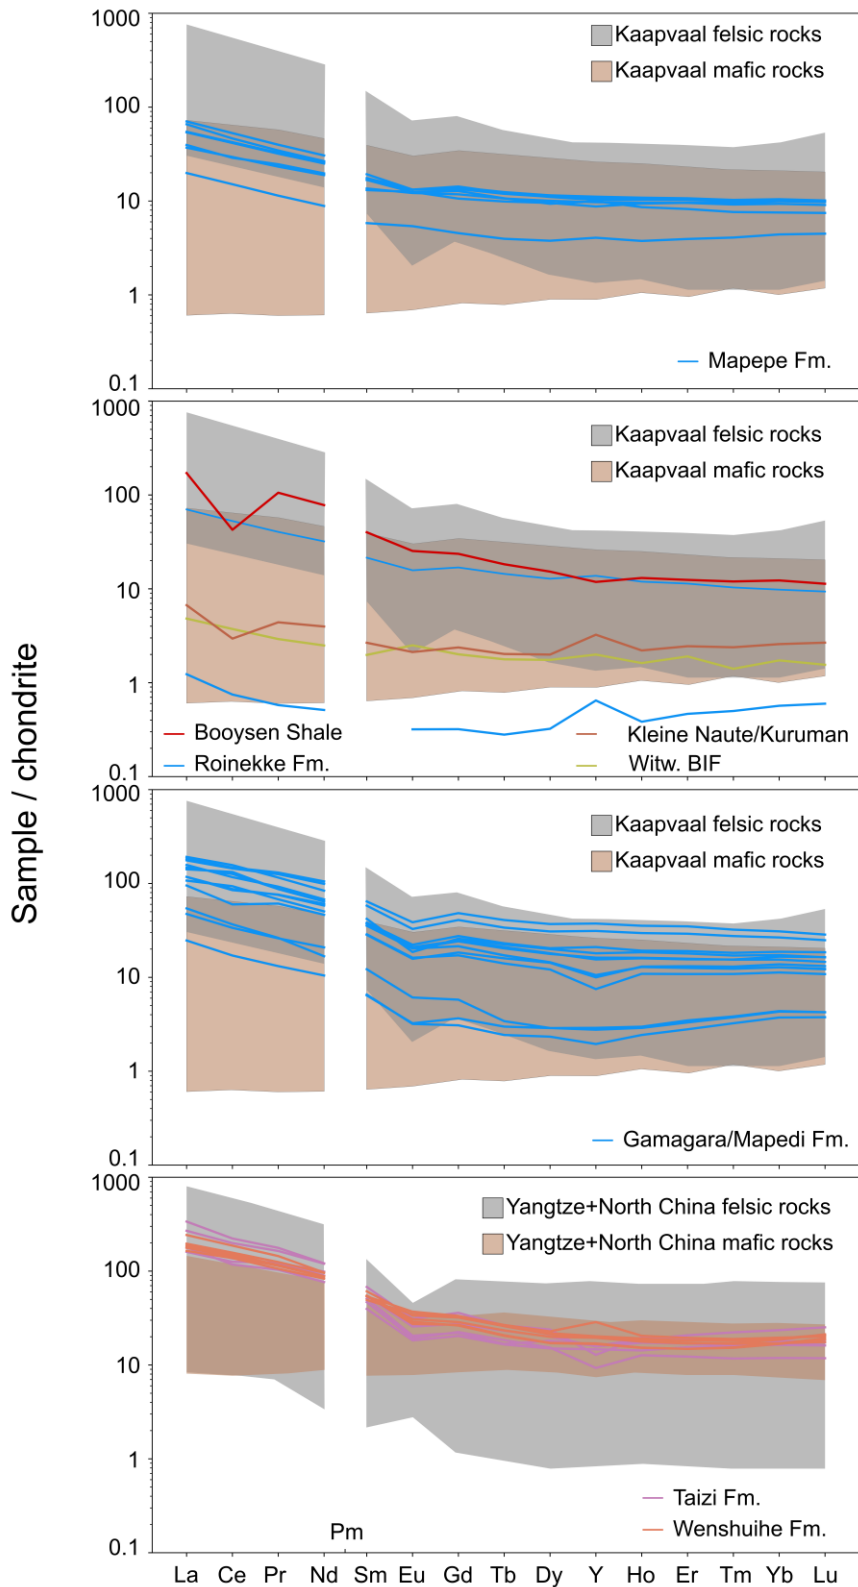 Sample / chondrite
1000
100
10
1
0.1
Kaapvaal felsic rocks
Kaapvaal mafic rocks
Mapepe Fm.
1000
100
10
1
0.1
Kaapvaal felsic rocks
Kaapvaal mafic rocks
Booysen Shale
Roinekke Fm.
Kleine Naute/Kuruman
Witw. BIF
1000
100
10
1
0.1
Kaapvaal felsic rocks
Kaapvaal mafic rocks
Gamagara/Mapedi Fm.
1000
100
10
1
0.1
Yangtze+North China felsic rocks
Yangtze+North China mafic rocks
Taizi Fm.
Wenshuihe Fm.
Pm
La Ce Pr Nd Sm Eu Gd Tb Dy Y Ho Er Tm Yb Lu